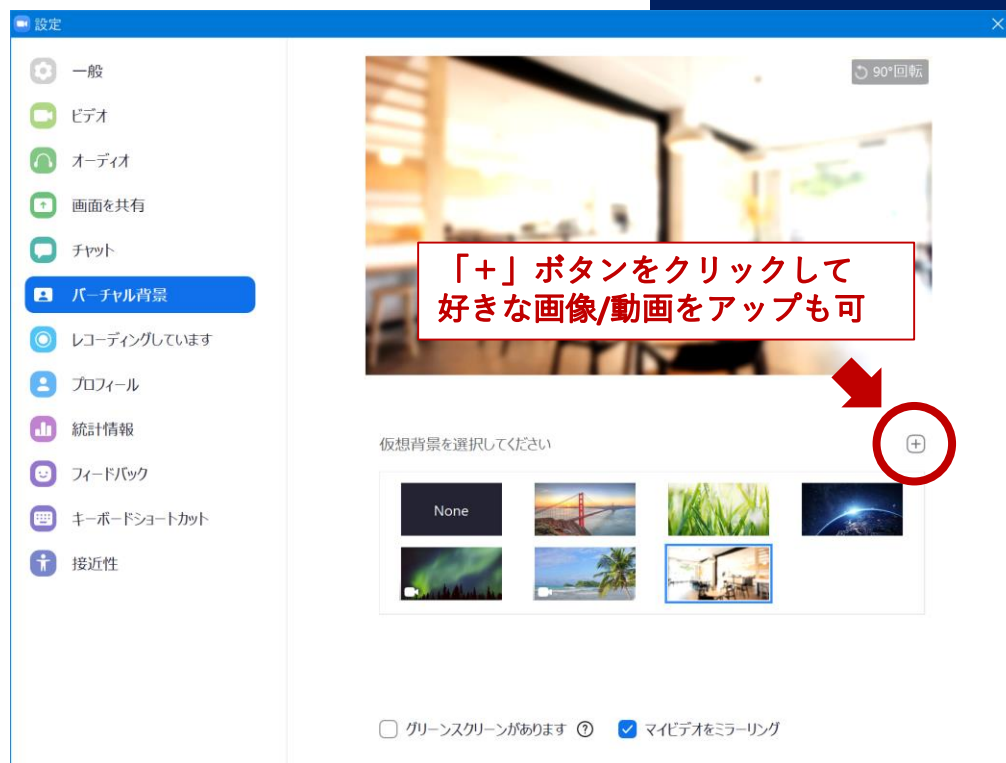 設定
一般
ビデオ
オーディオ
画面を共有
チャット
バーチャル背景
レコーディングしています
プロフィール
統計情報
フィードバック
キーボードショートカット
接近性
90°回転
「+」ボタンをクリックして
好きな画像/動画をアップも可
仮想背景を選択してください
None
グリーンスクリーンがあります
マイビデオをミラーリング